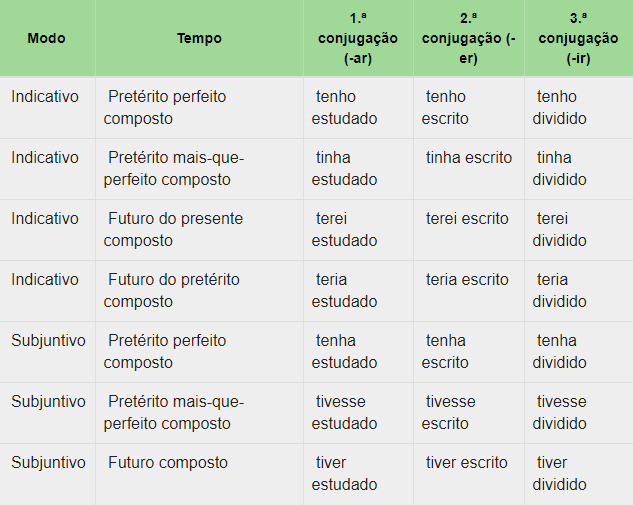 Modo Tempo 1.ª conjugação (-ar) 2.ª conjugação (-er) 3.ª conjugação (-ir)
Indicativo Pretérito perfeito composto tenho estudado tenho escrito tenho dividido
Indicativo Pretérito mais-que-perfeito composto tinha estudado tinha escrito tinha dividido
Indicativo Futuro do presente composto terei estudado terei escrito terei dividido
Indicativo Futuro do pretérito composto teria estudado teria escrito teria dividido
Subjuntivo Pretérito perfeito composto tenha estudado tenha escrito tenha dividido
Subjuntivo Pretérito mais-que-perfeito composto tivesse estudado tivesse escrito tivesse dividido
Subjuntivo Futuro composto tiver estudado tiver escrito tiver dividido